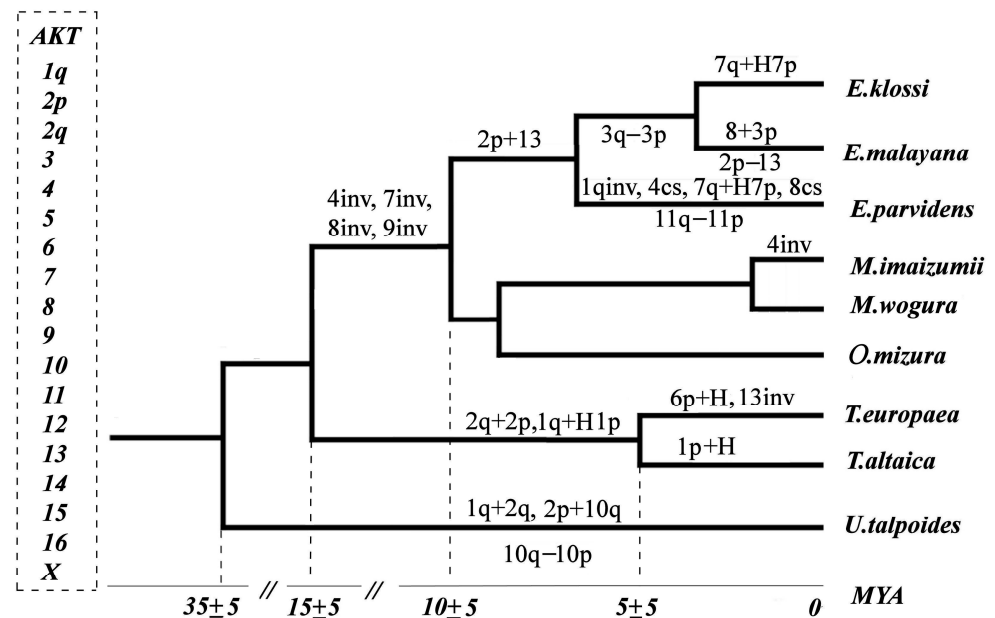 AKT
1q
2p
2q
3
4
5
6
7
8
9
10
11
12
13
14
15
16
X
7q+H7p
E.klossi
3q–3p
8+3p
2p–13
E.malayana
2p+13
1qinv, 4cs, 7q+H7p, 8cs
11q–11p
E.parvidens
4inv, 7inv,
8inv, 9inv
4inv
M.imaizumii
M.wogura
O.mizura
2q+2p,1q+H1p
6p+H,13inv
T.europaea
1p+H
T.altaica
1q+2q, 2p+10q
10q–10p
U.talpoides
35±5 // 15±5 // 10±5 5±5 0 MYA